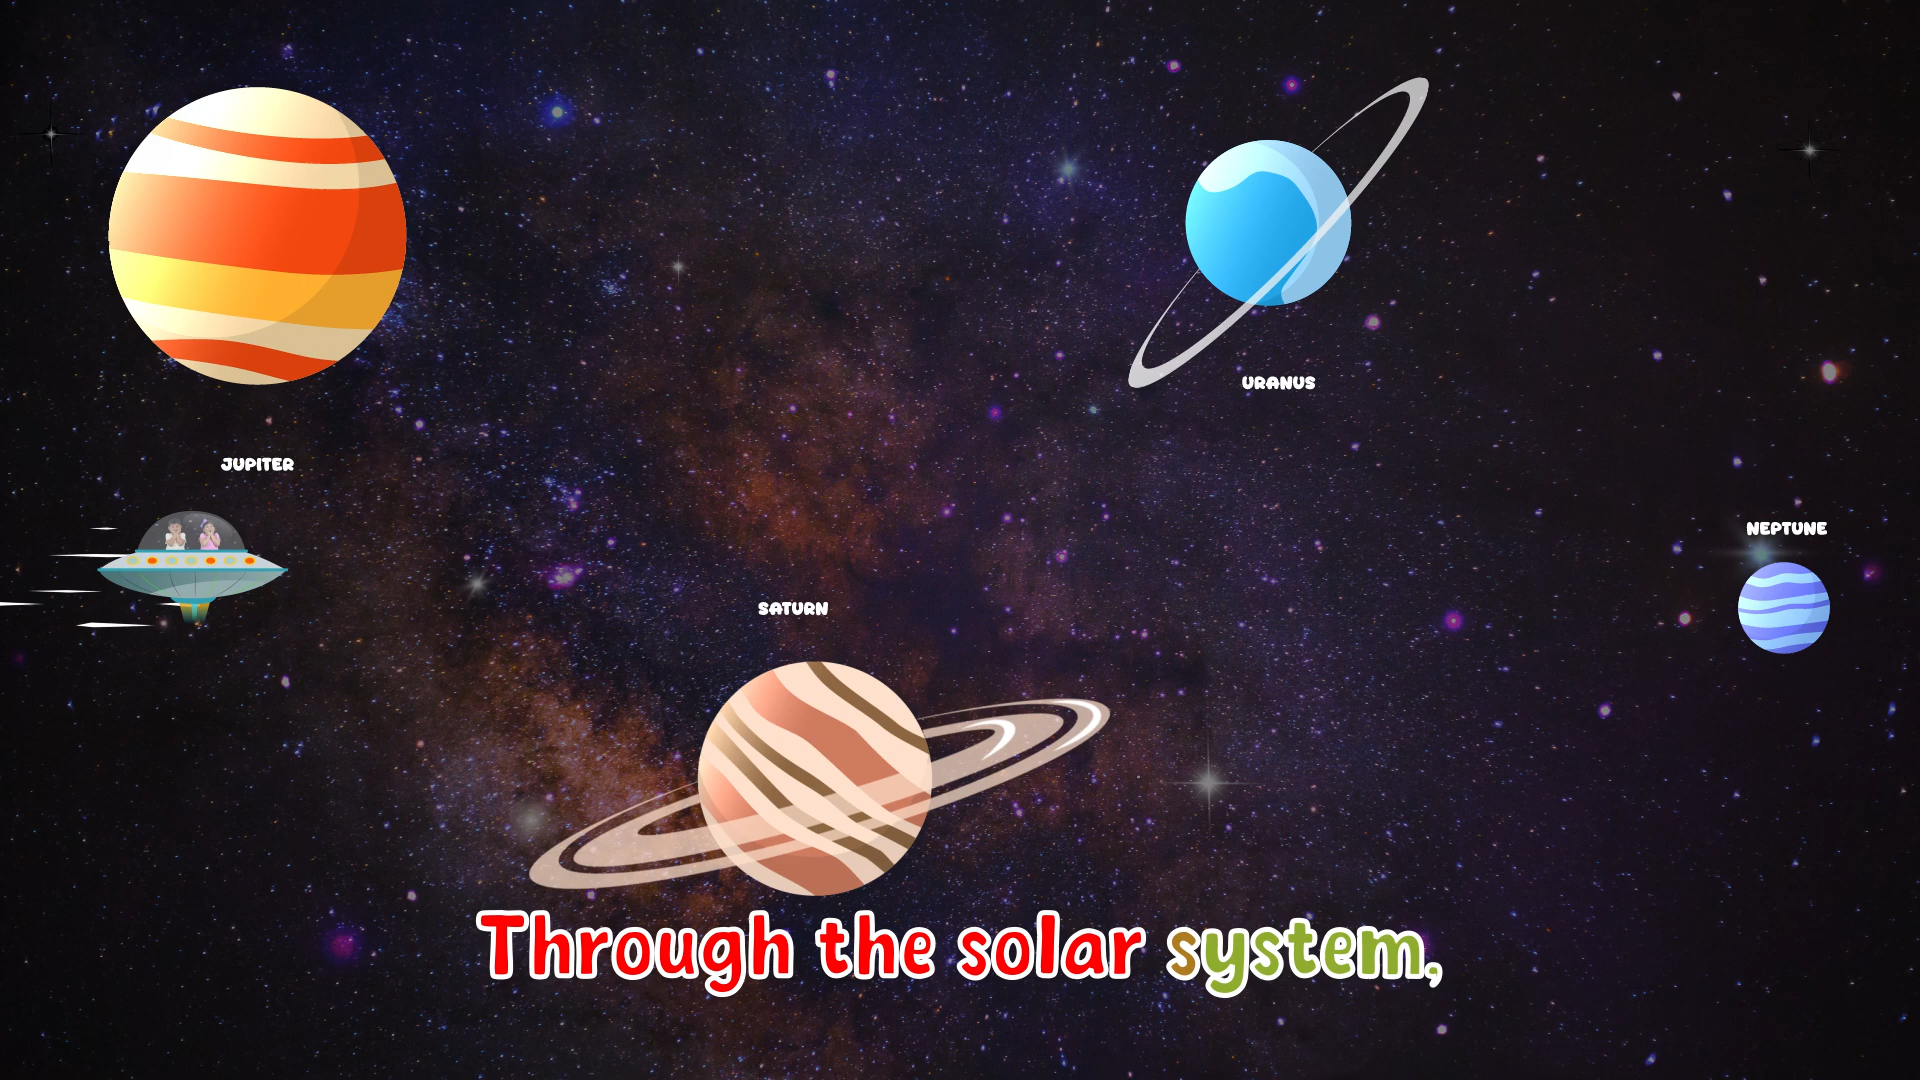 URANUS
JUPITER
NEPTUNE
SATURN
Through the solar system,